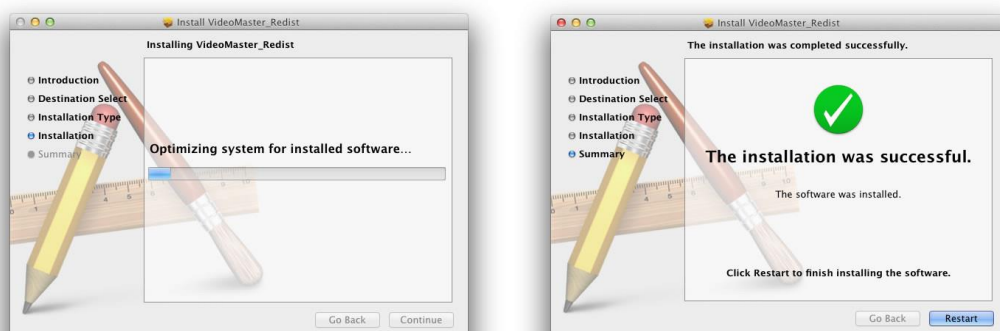 Install VideoMaster_Redist
Installing VideoMaster_Redist
Introduction
Destination Select
Installation Type
Installation
Summary
Optimizing system for installed software...
Go Back
Continue
Install VideoMaster_Redist
The installation was completed successfully.
Introduction
Destination Select
Installation Type
Installation
Summary
The installation was successful.
The software was installed.
Click Restart to finish installing the software.
Go Back
Restart